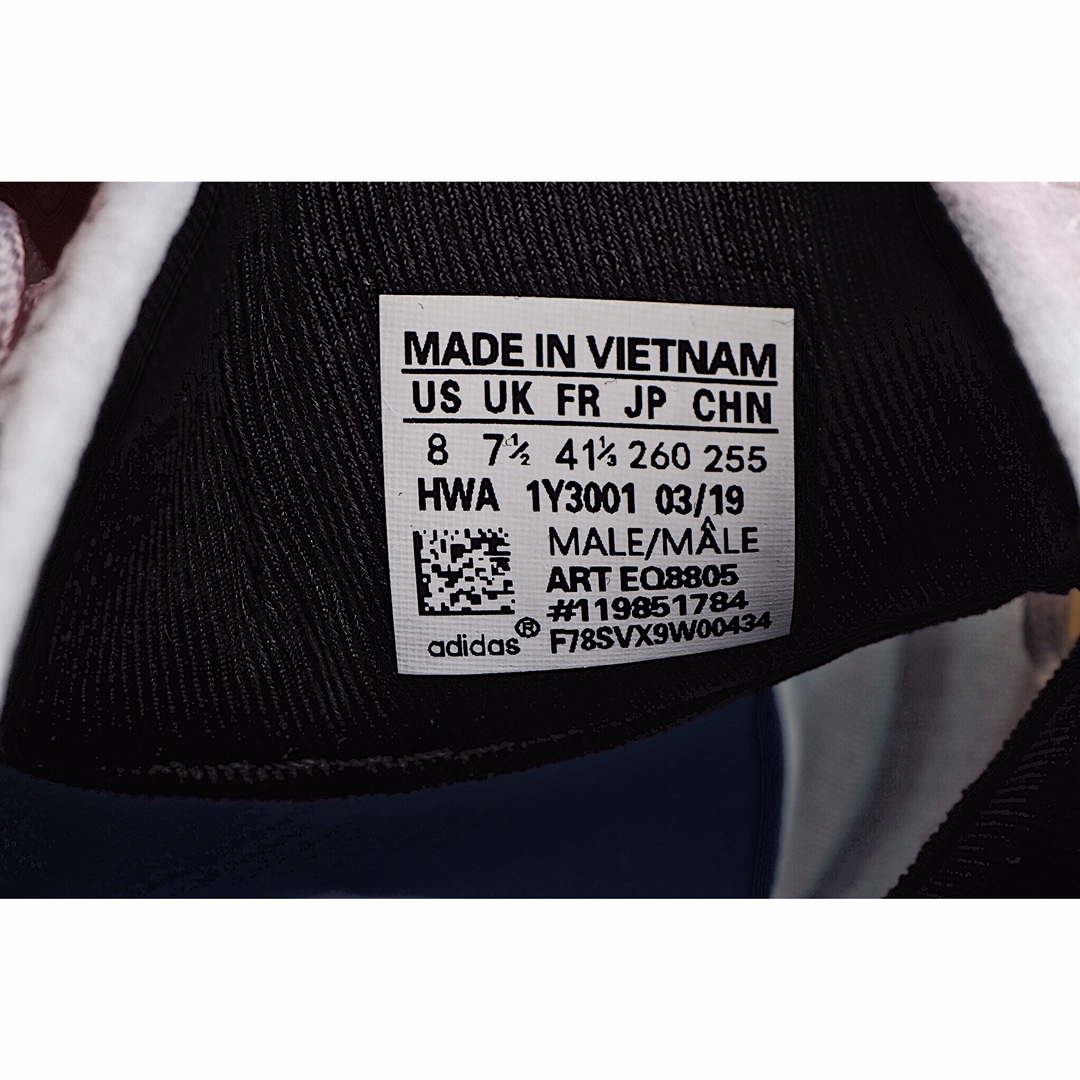 MADE IN VIETNAM
US UK FR JP CHN
8 7½ 41⅓ 260 255
HWA 1Y3001 03/19
MALE/MÂLE
ART EQ8805
#119851784
adidas® F78SVX9W00434